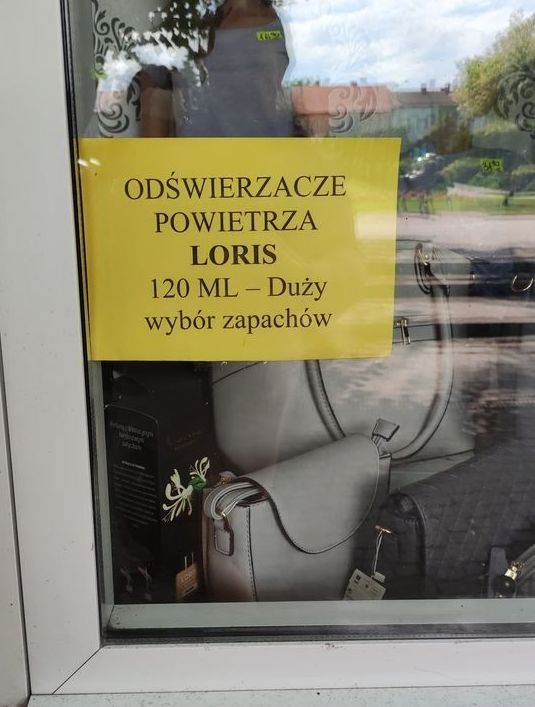 ODŚWIERZACZE
POWIETRZA
LORIS
120 ML – Duży
wybór zapachów